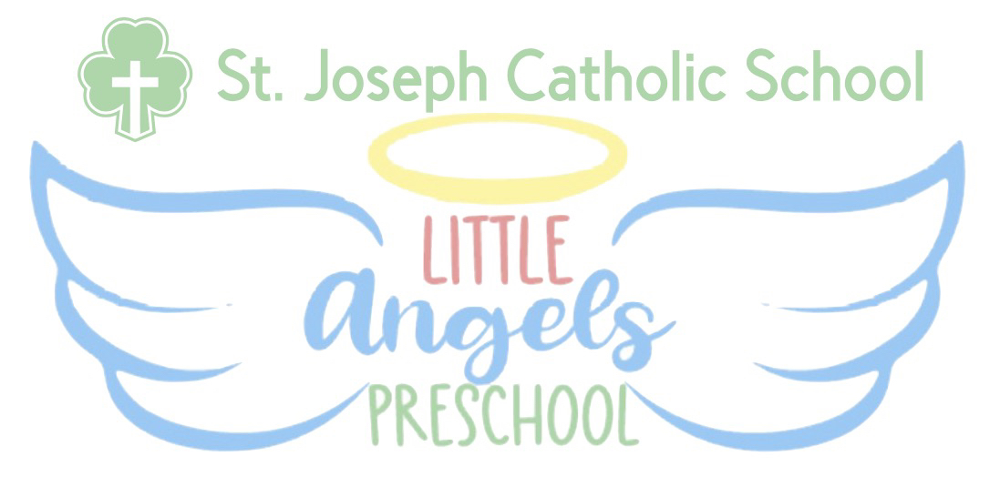 St. Joseph Catholic School
LITTLE
Angels
PRESCHOOL